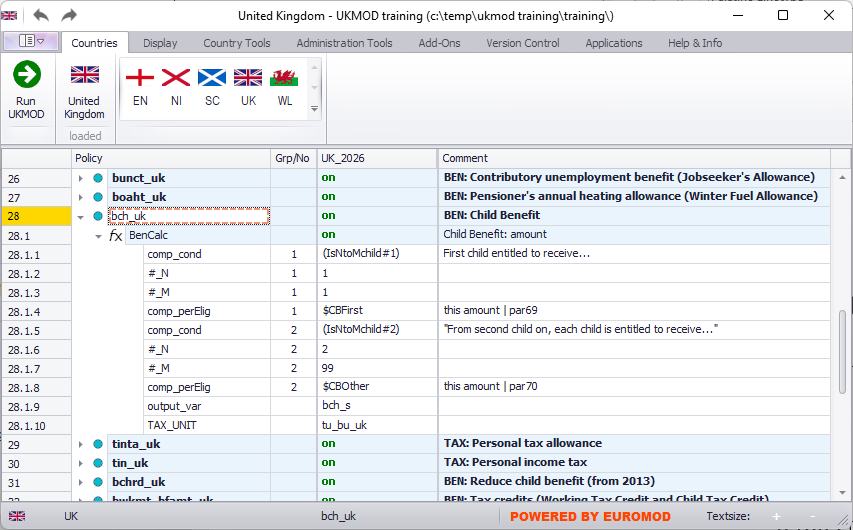 United Kingdom - UKMOD training (c:\temp\ukmod training\training\)
Countries Display Country Tools Administration Tools Add-Ons Version Control Applications Help & Info
Run UKMOD
United Kingdom
loaded
EN NI SC UK WL
Policy Grp/No UK_2026 Comment
26 bunct_uk on BEN: Contributory unemployment benefit (Jobseeker's Allowance)
27 boaht_uk on BEN: Pensioner's annual heating allowance (Winter Fuel Allowance)
28 bch_uk on BEN: Child Benefit
28.1 fx BenCalc on Child Benefit: amount
28.1.1 comp_cond 1 (IsNtoMchild#1) First child entitled to receive...
28.1.2 #_N 1 1
28.1.3 #_M 1 1
28.1.4 comp_perElig 1 $CBFirst this amount | par69
28.1.5 comp_cond 2 (IsNtoMchild#2) "From second child on, each child is entitled to receive..."
28.1.6 #_N 2 2
28.1.7 #_M 2 99
28.1.8 comp_perElig 2 $CBOther this amount | par70
28.1.9 output_var bch_s
28.1.10 TAX_UNIT tu_bu_uk
29 tinta_uk on TAX: Personal tax allowance
30 tin_uk on TAX: Personal income tax
31 bchrd_uk on BEN: Reduce child benefit (from 2013)
32 bwkmt_bfamt_uk on BEN: Tax credits (Working Tax Credit and Child Tax Credit)
UK bch_uk POWERED BY EUROMOD Textsize: + -